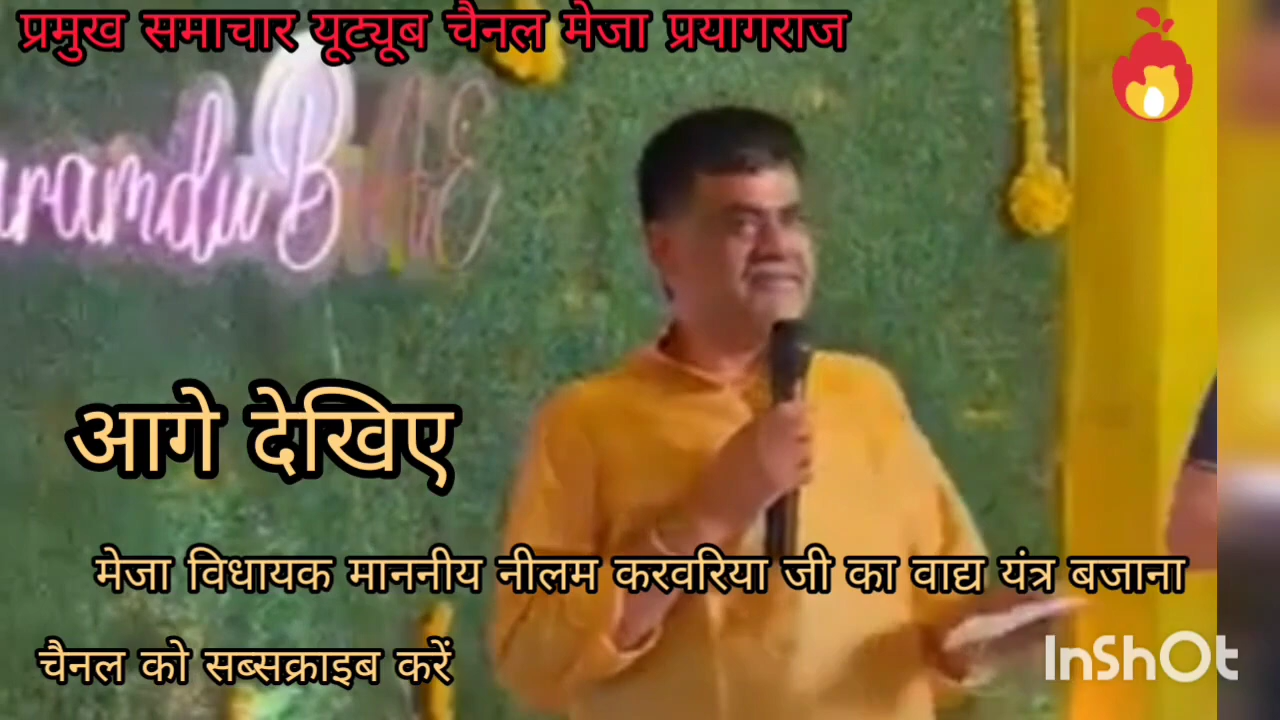 प्रमुख समाचार यूट्यूब चैनल मेजा प्रयागराज
आगे देखिए
मेजा विधायक माननीय नीलम करवरिया जी का वाद्य यंत्र बजाना
चैनल को सब्सक्राइब करें
InShOt